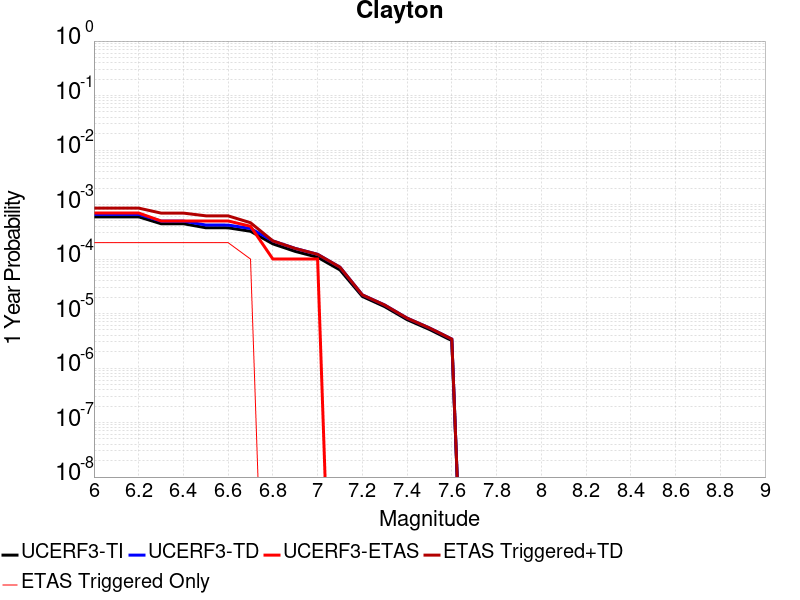 Clayton
10^0
10^-1
10^-2
10^-3
10^-4
10^-5
10^-6
10^-7
10^-8
1 Year Probability
6 6.2 6.4 6.6 6.8 7 7.2 7.4 7.6 7.8 8 8.2 8.4 8.6 8.8 9
Magnitude
UCERF3-TI UCERF3-TD UCERF3-ETAS ETAS Triggered+TD
ETAS Triggered Only